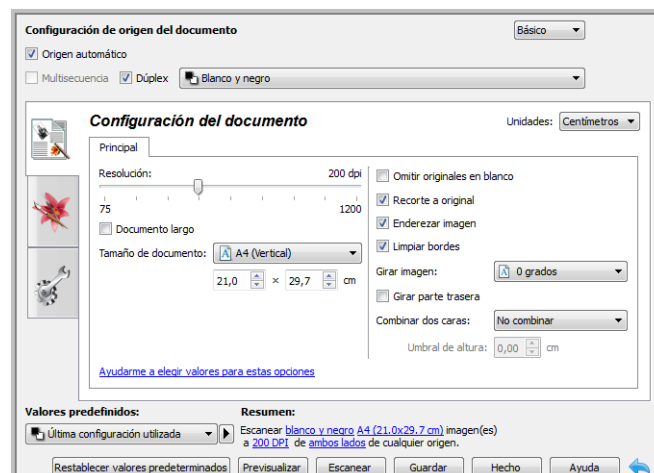 Configuración de origen del documento
Básico
Origen automático
Multisecuencia Dúplex Blanco y negro
Configuración del documento
Unidades: Centímetros
Principal
Resolución: 200 dpi
75 1200
Documento largo
Tamaño de documento: A4 (Vertical)
21,0 × 29,7 cm
Ayudarme a elegir valores para estas opciones
Omitir originales en blanco
Recorte a original
Enderezar imagen
Limpiar bordes
Girar imagen: 0 grados
Girar parte trasera
Combinar dos caras: No combinar
Umbral de altura: 0,00 cm
Valores predefinidos:
Última configuración utilizada
Resumen:
Escanear blanco y negro A4 (21.0x29.7 cm) imagen(es)
a 200 DPI de ambos lados de cualquier origen.
Restablecer valores predeterminados Previsualizar Escanear Guardar Hecho Ayuda